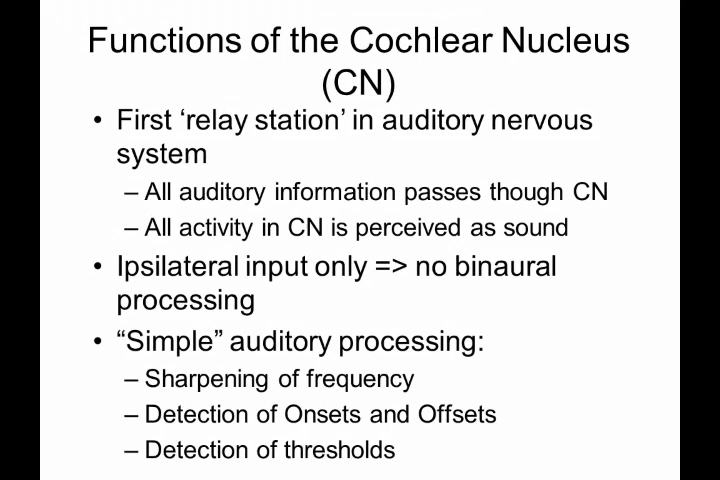 Functions of the Cochlear Nucleus
(CN)
• First ‘relay station’ in auditory nervous
system
– All auditory information passes though CN
– All activity in CN is perceived as sound
• Ipsilateral input only => no binaural
processing
• “Simple” auditory processing:
– Sharpening of frequency
– Detection of Onsets and Offsets
– Detection of thresholds